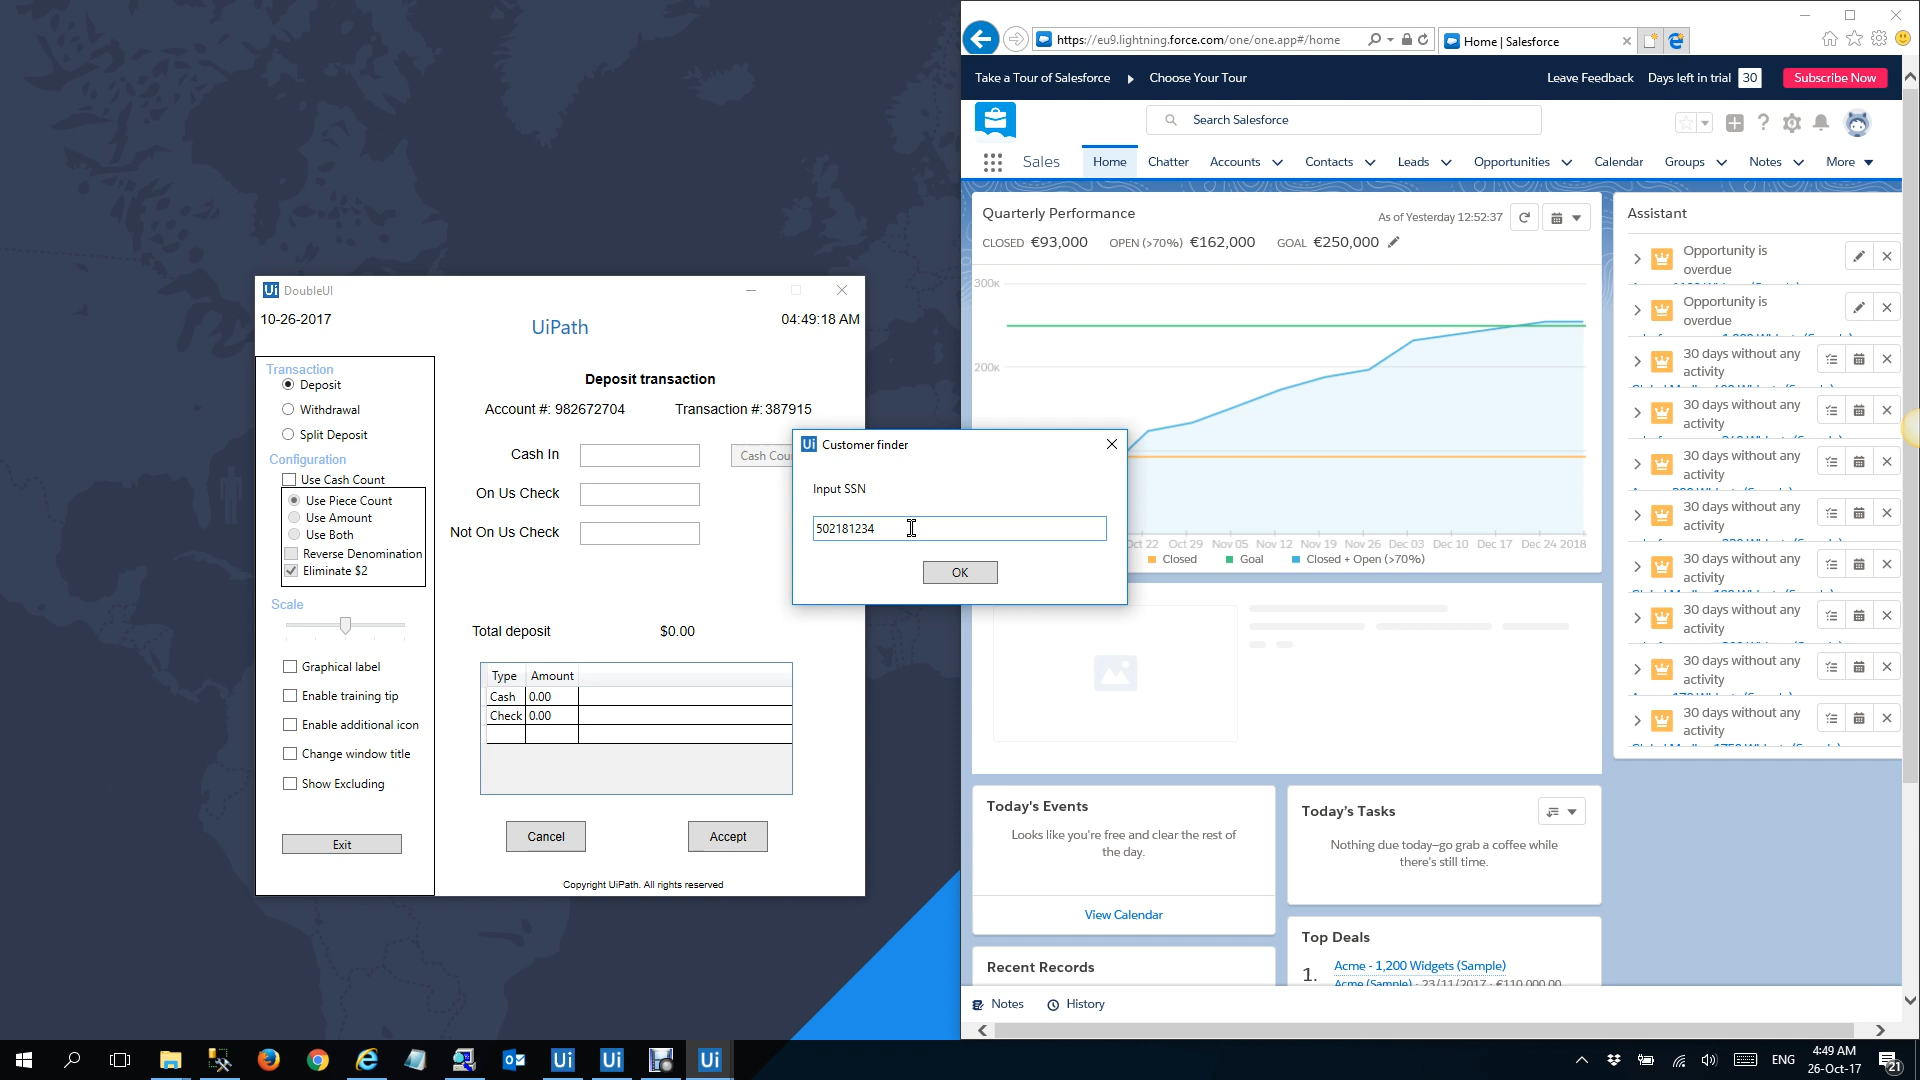 DoubleUI
10-26-2017
UiPath
04:49:18 AM
Transaction
Deposit
Withdrawal
Split Deposit
Configuration
Use Cash Count
Use Piece Count
Use Amount
Use Both
Reverse Denomination
Eliminate $2
Scale
Graphical label
Enable training tip
Enable additional icon
Change window title
Show Excluding
Exit
Deposit transaction
Account #: 982672704 Transaction #: 387915
Cash In
Cash Cou
On Us Check
Not On Us Check
Total deposit $0.00
Type Amount
Cash 0.00
Check 0.00
Cancel Accept
Copyright UiPath. All rights reserved
Customer finder
Input SSN
502181234
OK
https://eu9.lightning.force.com/one/one.app#/home
Home | Salesforce
Take a Tour of Salesforce Choose Your Tour
Leave Feedback Days left in trial 30 Subscribe Now
Search Salesforce
Sales Home Chatter Accounts Contacts Leads Opportunities Calendar Groups Notes More
Quarterly Performance
As of Yesterday 12:52:37
CLOSED €93,000 OPEN (>70%) €162,000 GOAL €250,000
300K
200K
Oct 22 Oct 29 Nov 05 Nov 12 Nov 19 Nov 26 Dec 03 Dec 10 Dec 17 Dec 24 2018
Closed Goal Closed + Open (>70%)
Assistant
Opportunity is
overdue
Opportunity is
overdue
30 days without any
activity
30 days without any
activity
30 days without any
activity
30 days without any
activity
30 days without any
activity
30 days without any
activity
30 days without any
activity
30 days without any
activity
Today's Events
Looks like you're free and clear the rest of
the day.
View Calendar
Today's Tasks
Nothing due today–go grab a coffee while
there's still time.
Recent Records
Top Deals
1. Acme - 1,200 Widgets (Sample)
Acme (Sample) · 23/11/2017 · €110,000.00
Notes History
Ui Ui Ui
ENG
4:49 AM
26-Oct-17
21